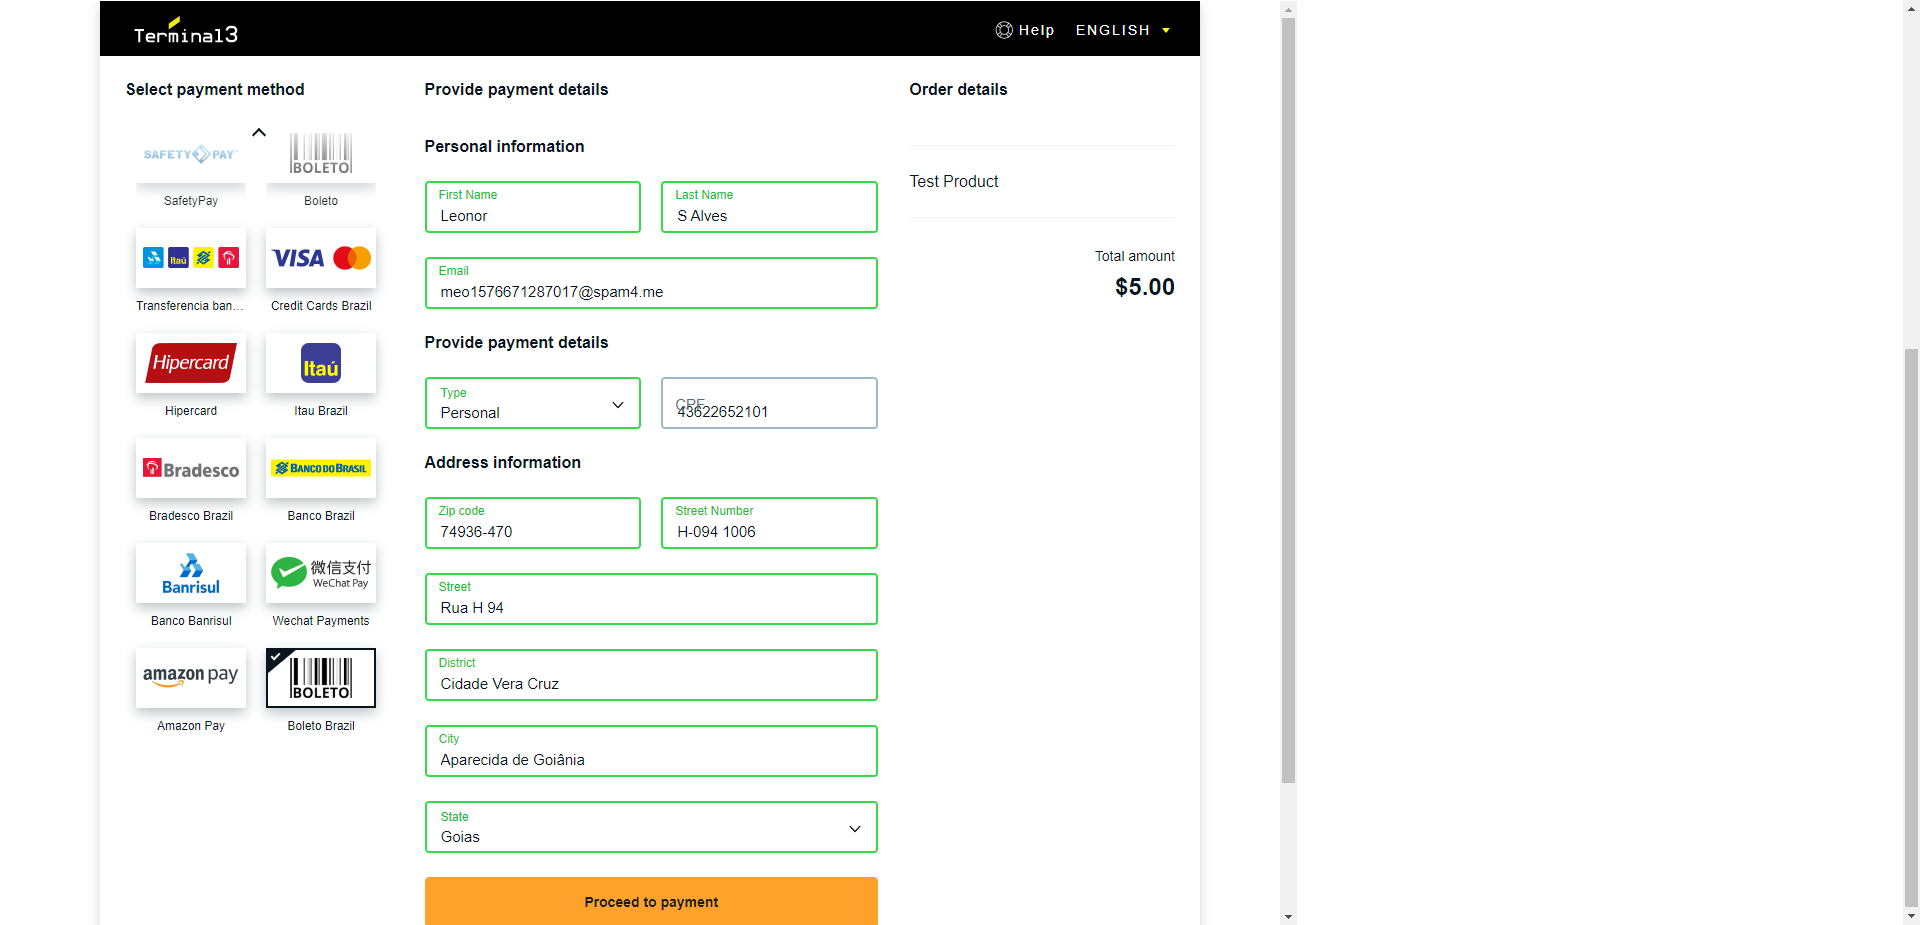 Terminal3
Help
ENGLISH
Select payment method
SAFETYPAY
BOLETO
SafetyPay
Boleto
Itaú
VISA
Transferencia ban...
Credit Cards Brazil
Hipercard
Itaú
Hipercard
Itau Brazil
Bradesco
BANCO DO BRASIL
Bradesco Brazil
Banco Brazil
Banrisul
微信支付
WeChat Pay
Banco Banrisul
Wechat Payments
amazon pay
BOLETO
Amazon Pay
Boleto Brazil
Provide payment details
Personal information
First Name
Leonor
Last Name
S Alves
Email
meo1576671287017@spam4.me
Provide payment details
Type
Personal
CPF
43622652101
Address information
Zip code
74936-470
Street Number
H-094 1006
Street
Rua H 94
District
Cidade Vera Cruz
City
Aparecida de Goiânia
State
Goias
Proceed to payment
Order details
Test Product
Total amount
$5.00